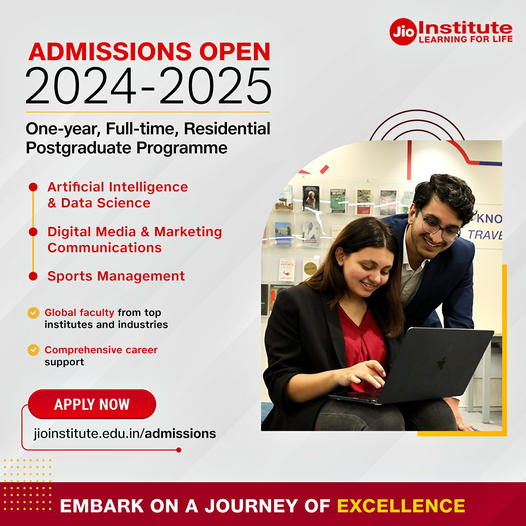 Jio Institute
LEARNING FOR LIFE
ADMISSIONS OPEN
2024-2025
One-year, Full-time, Residential
Postgraduate Programme
Artificial Intelligence
& Data Science
Digital Media & Marketing
Communications
Sports Management
Global faculty from top
institutes and industries
Comprehensive career
support
KNO
TRAVE
APPLY NOW
jioinstitute.edu.in/admissions
EMBARK ON A JOURNEY OF EXCELLENCE